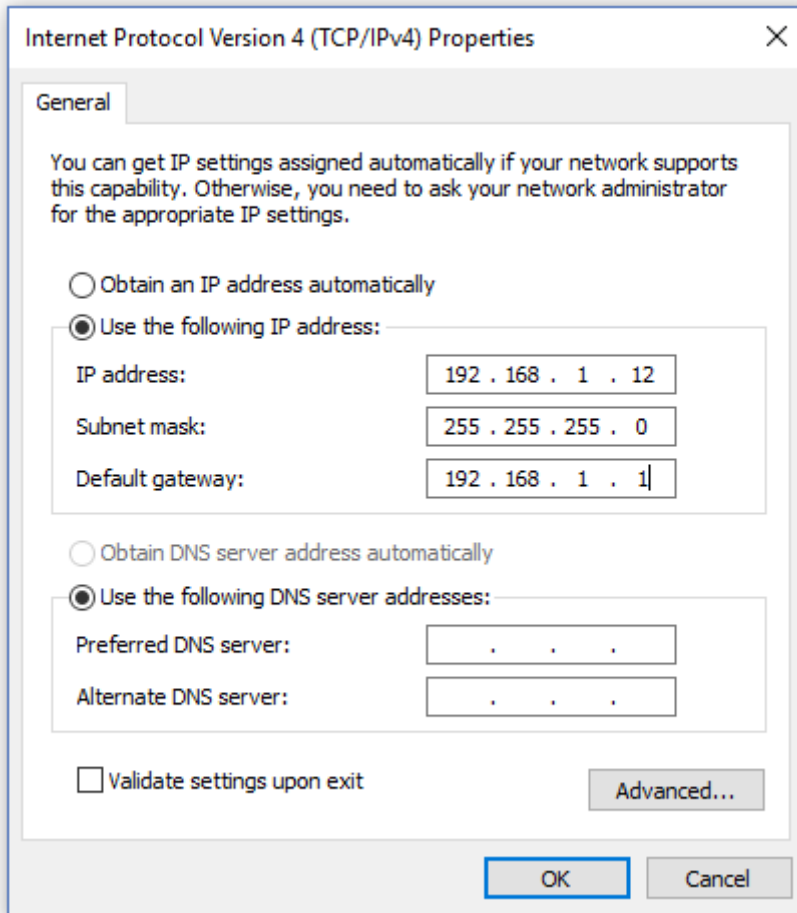 Internet Protocol Version 4 (TCP/IPv4) Properties
General
You can get IP settings assigned automatically if your network supports
this capability. Otherwise, you need to ask your network administrator
for the appropriate IP settings.
Obtain an IP address automatically
Use the following IP address:
IP address: 192 . 168 . 1 . 12
Subnet mask: 255 . 255 . 255 . 0
Default gateway: 192 . 168 . 1 . 1
Obtain DNS server address automatically
Use the following DNS server addresses:
Preferred DNS server: . . .
Alternate DNS server: . . .
Validate settings upon exit
Advanced...
OK Cancel